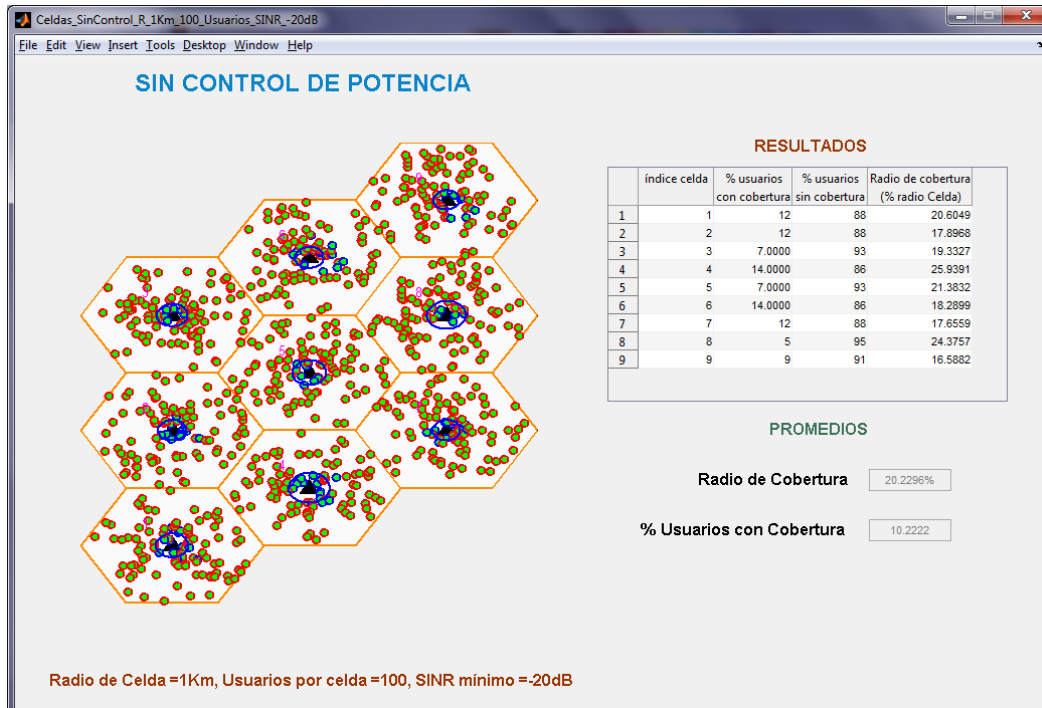 Celdas_SinControl_R_1Km_100_Usuarios_SINR_-20dB
File Edit View Insert Tools Desktop Window Help
SIN CONTROL DE POTENCIA
RESULTADOS
índice celda % usuarios con cobertura % usuarios sin cobertura Radio de cobertura (% radio Celda)
1 1 12 88 20.6049
2 2 12 88 17.8968
3 3 7.0000 93 19.3327
4 4 14.0000 86 25.9391
5 5 7.0000 93 21.3832
6 6 14.0000 86 18.2899
7 7 12 88 17.6559
8 8 5 95 24.3757
9 9 9 91 16.5882
PROMEDIOS
Radio de Cobertura 20.2296%
% Usuarios con Cobertura 10.2222
Radio de Celda =1Km, Usuarios por celda =100, SINR mínimo =-20dB